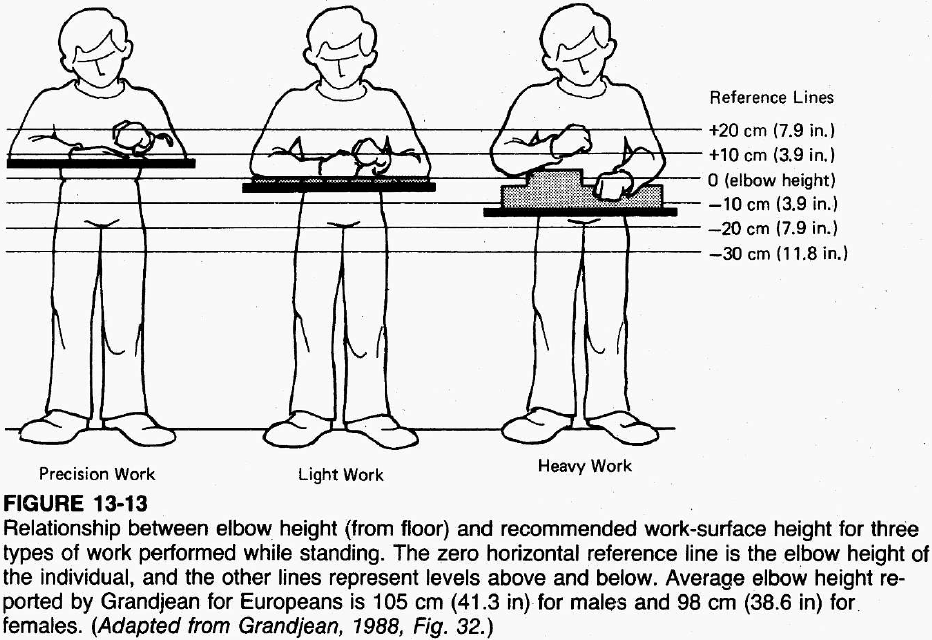 Reference Lines
+20 cm (7.9 in.)
+10 cm (3.9 in.)
0 (elbow height)
−10 cm (3.9 in.)
−20 cm (7.9 in.)
−30 cm (11.8 in.)
Precision Work
Light Work
Heavy Work
FIGURE 13-13
Relationship between elbow height (from floor) and recommended work-surface height for three
types of work performed while standing. The zero horizontal reference line is the elbow height of
the individual, and the other lines represent levels above and below. Average elbow height re-
ported by Grandjean for Europeans is 105 cm (41.3 in) for males and 98 cm (38.6 in) for
females. (Adapted from Grandjean, 1988, Fig. 32.)